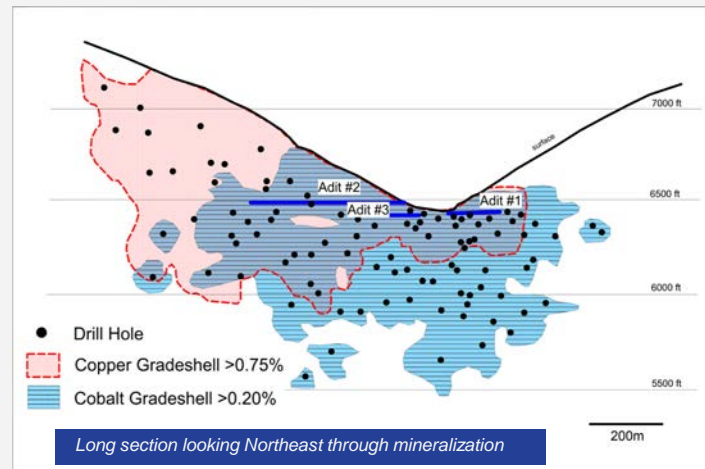 7000 ft
surface
6500 ft
Adit #2
Adit #1
Adit #3
6000 ft
Drill Hole
Copper Gradeshell >0.75%
Cobalt Gradeshell >0.20%
5500 ft
200m
Long section looking Northeast through mineralization